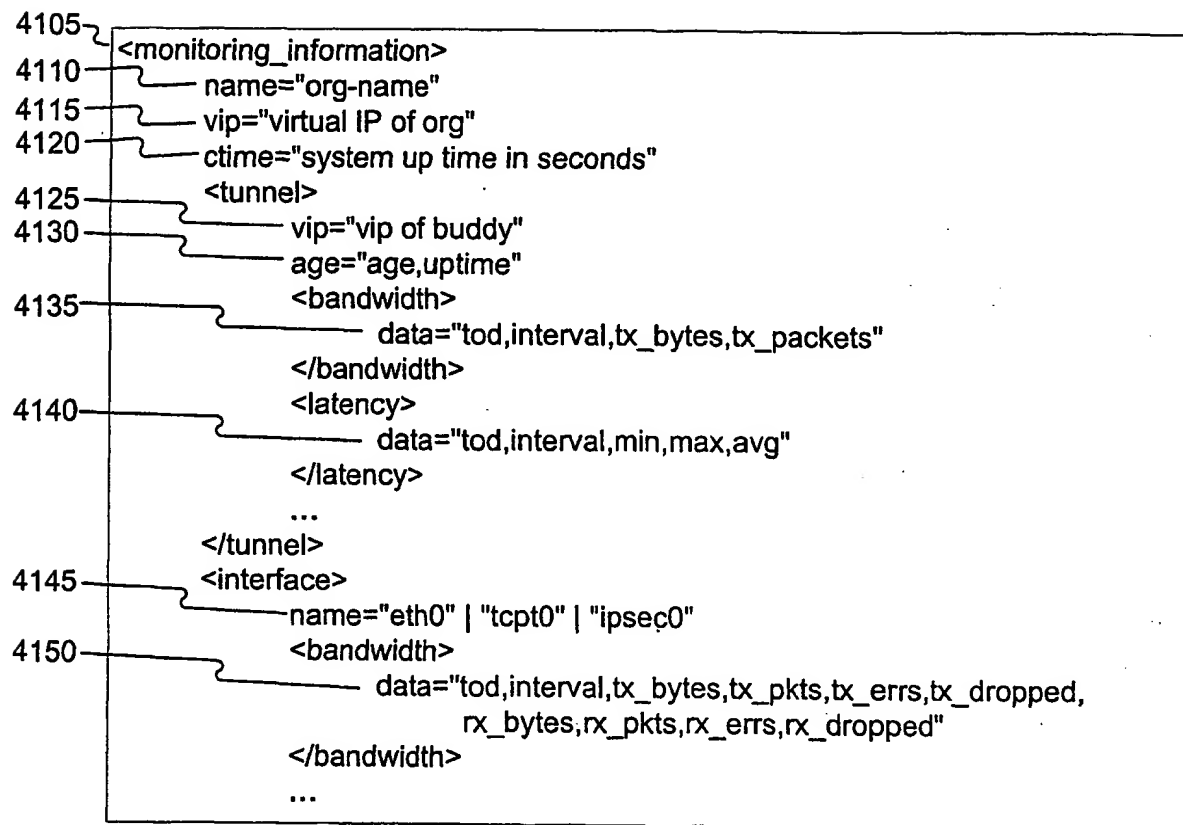 4105 <monitoring_information>
4110 name="org-name"
4115 vip="virtual IP of org"
4120 ctime="system up time in seconds"
<tunnel>
4125 vip="vip of buddy"
4130 age="age,uptime"
<bandwidth>
4135 data="tod,interval,tx_bytes,tx_packets"
</bandwidth>
<latency>
4140 data="tod,interval,min,max,avg"
</latency>
...
</tunnel>
<interface>
4145 name="eth0" | "tcpt0" | "ipsec0"
<bandwidth>
4150 data="tod,interval,tx_bytes,tx_pkts,tx_errs,tx_dropped,
rx_bytes,rx_pkts,rx_errs,rx_dropped"
</bandwidth>
...